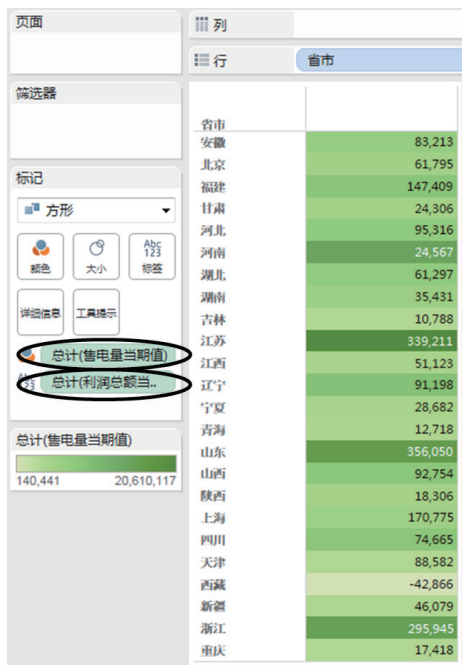 页面
列
行 省市
筛选器
标记
方形
颜色 大小 Abc 123 标签
详细信息 工具提示
总计(售电量当期值)
Abc 123 总计(利润总额当..
总计(售电量当期值)
140,441 20,610,117
省市
安徽 83,213
北京 61,795
福建 147,409
甘肃 24,306
河北 95,316
河南 24,567
湖北 61,297
湖南 35,431
吉林 10,788
江苏 339,211
江西 51,123
辽宁 91,198
宁夏 28,682
青海 12,718
山东 356,050
山西 92,754
陕西 18,306
上海 170,775
四川 74,665
天津 88,582
西藏 -42,866
新疆 46,079
浙江 295,945
重庆 17,418